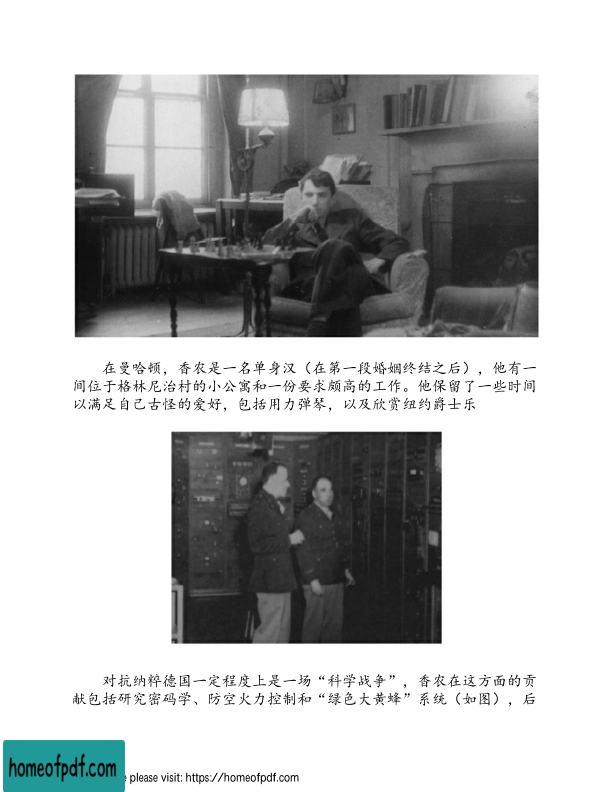 在曼哈顿，香农是一名单身汉（在第一段婚姻终结之后），他有一
间位于格林尼治村的小公寓和一份要求颇高的工作。他保留了一些时间
以满足自己古怪的爱好，包括用力弹琴，以及欣赏纽约爵士乐
对抗纳粹德国一定程度上是一场“科学战争”，香农在这方面的贡
献包括研究密码学、防空火力控制和“绿色大黄蜂”系统（如图），后
homeofpdf.com
please visit: https://homeofpdf.com